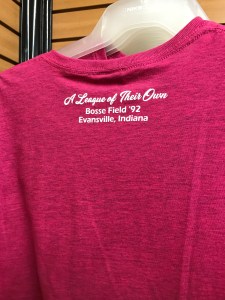 A League of Their Own
Bosse Field '92
Evansville, Indiana